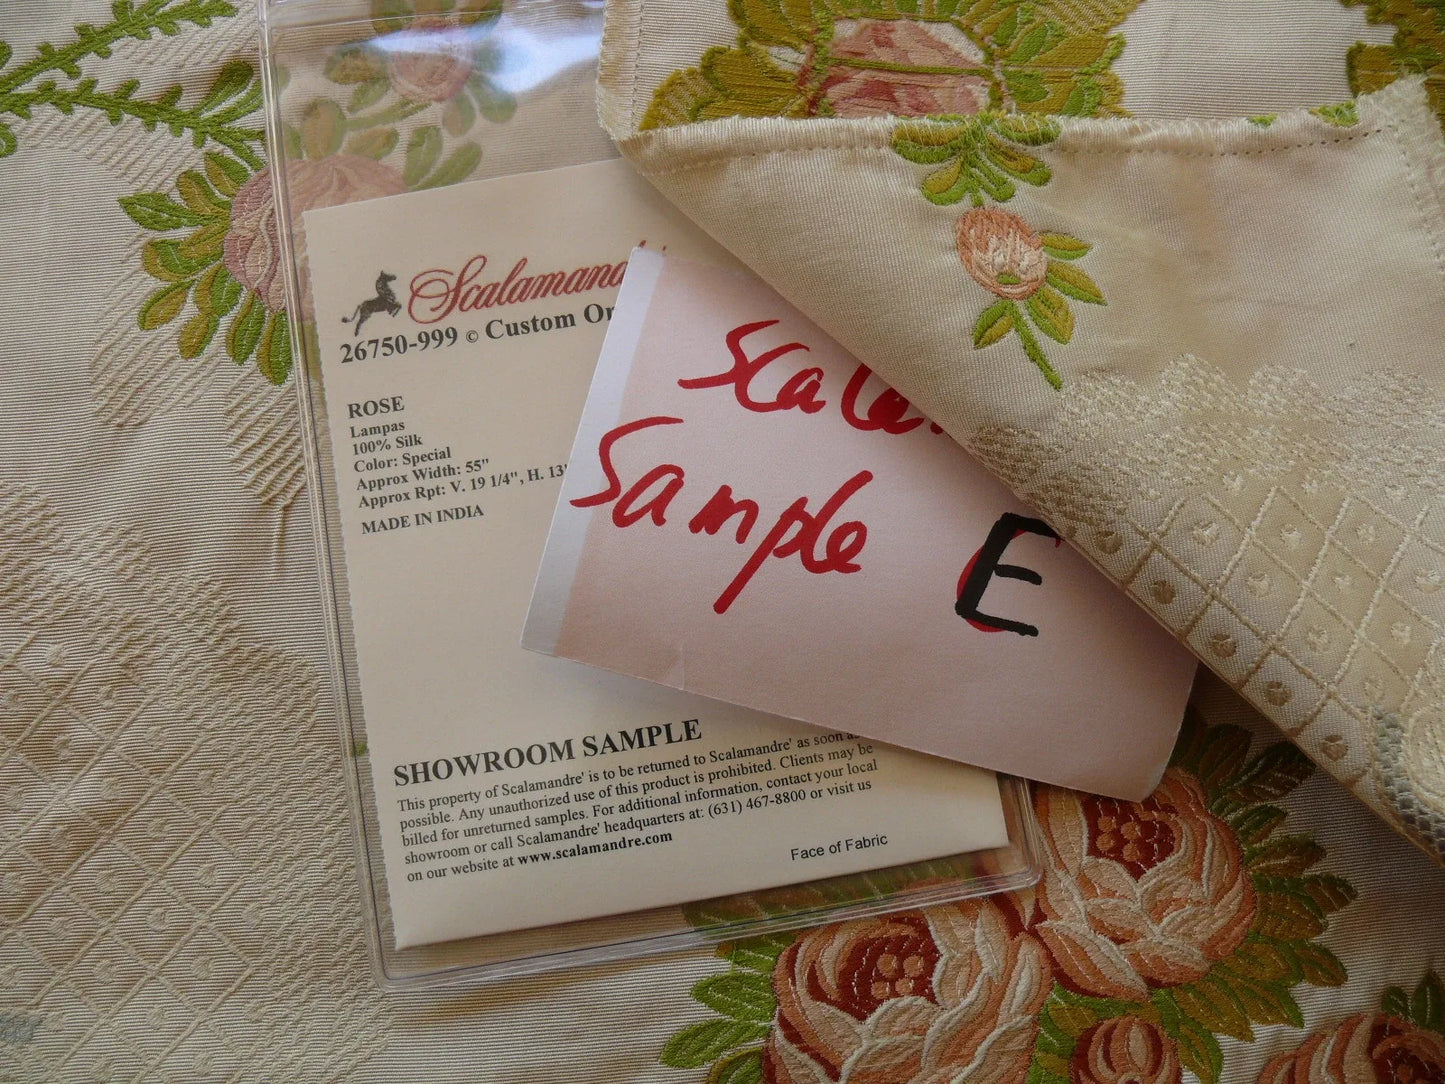 Scalamand
26750-999 © Custom Or
ROSE
Lampas
100% Silk
Color: Special
Approx Width: 55"
Approx Rpt: V. 19 1/4", H. 13"
MADE IN INDIA
Scala
Sample E
SHOWROOM SAMPLE
This property of Scalamandre' is to be returned to Scalamandre' as soon as
possible. Any unauthorized use of this product is prohibited. Clients may be
billed for unreturned samples. For additional information, contact your local
showroom or call Scalamandre' headquarters at: (631) 467-8800 or visit us
on our website at www.scalamandre.com
Face of Fabric